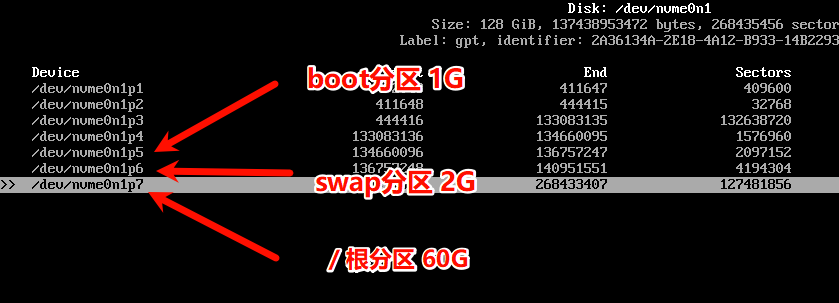 Disk: /dev/nvme0n1
Size: 128 GiB, 137438953472 bytes, 268435456 sector
Label: gpt, identifier: 2A36134A-2E18-4A12-B933-14B2293
Device End Sectors
/dev/nvme0n1p1 411647 409600
/dev/nvme0n1p2 411648 444415 32768
/dev/nvme0n1p3 444416 133083135 132638720
/dev/nvme0n1p4 133083136 134660095 1576960
/dev/nvme0n1p5 134660096 136757247 2097152
/dev/nvme0n1p6 136757248 140951551 4194304
>> /dev/nvme0n1p7 268433407 127481856
boot分区 1G
swap分区 2G
/ 根分区 60G